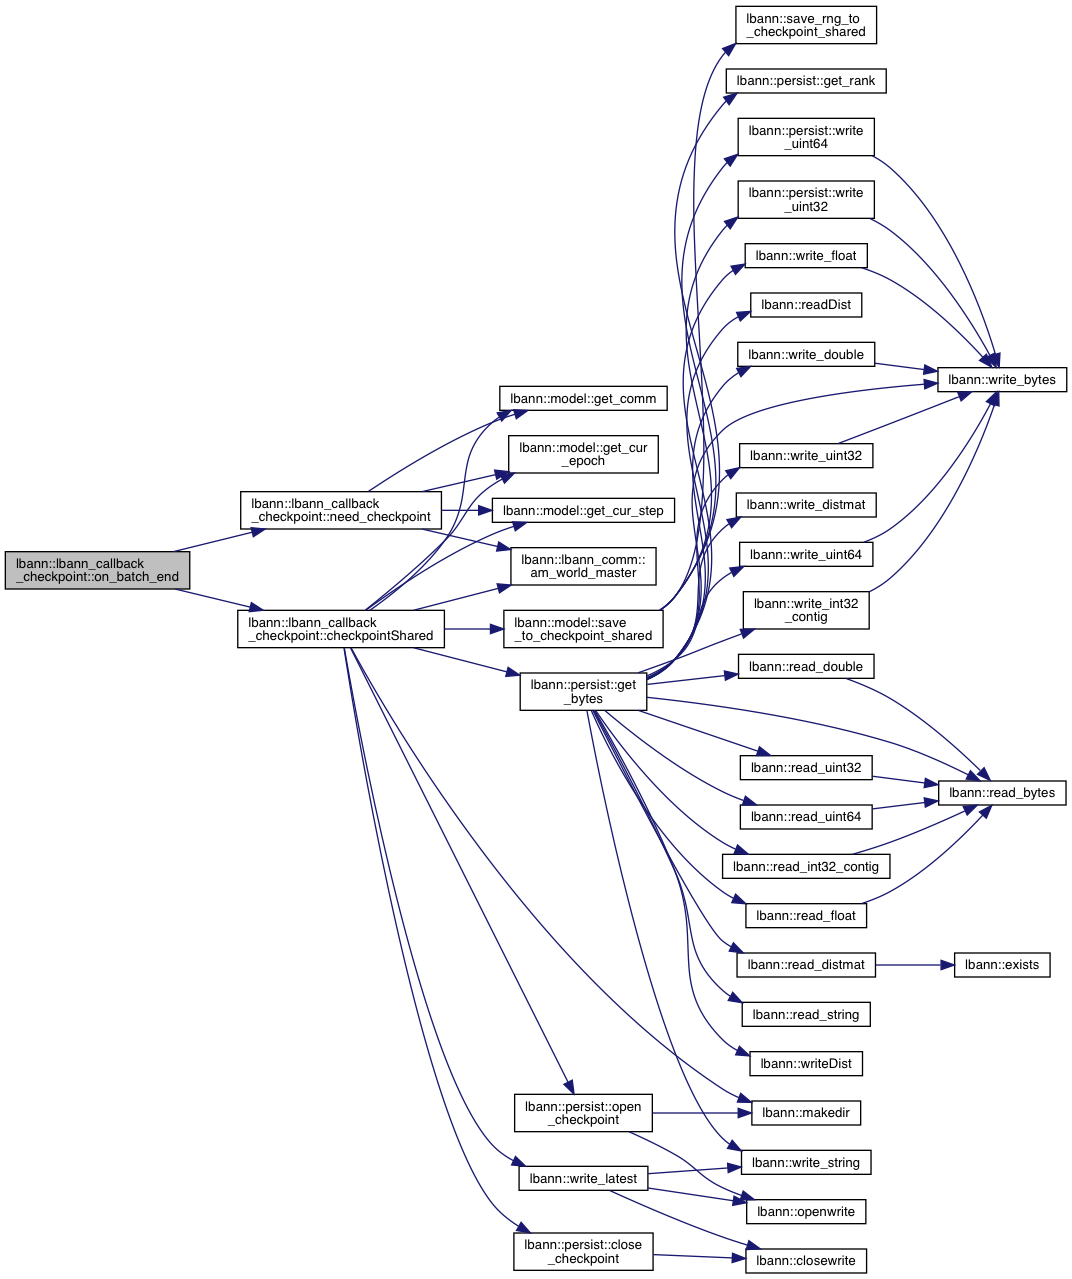 lbann::lbann_callback
_checkpoint::on_batch_end
lbann::lbann_callback
_checkpoint::need_checkpoint
lbann::lbann_callback
_checkpoint::checkpointShared
lbann::model::get_comm
lbann::model::get_cur
_epoch
lbann::model::get_cur_step
lbann::lbann_comm::
am_world_master
lbann::model::save
_to_checkpoint_shared
lbann::persist::get
_bytes
lbann::persist::open
_checkpoint
lbann::write_latest
lbann::persist::close
_checkpoint
lbann::save_rng_to
_checkpoint_shared
lbann::persist::get_rank
lbann::persist::write
_uint64
lbann::persist::write
_uint32
lbann::write_float
lbann::readDist
lbann::write_double
lbann::write_uint32
lbann::write_distmat
lbann::write_uint64
lbann::write_int32
_contig
lbann::read_double
lbann::read_uint32
lbann::read_uint64
lbann::read_int32_contig
lbann::read_float
lbann::read_distmat
lbann::read_string
lbann::writeDist
lbann::makedir
lbann::write_string
lbann::openwrite
lbann::closewrite
lbann::write_bytes
lbann::read_bytes
lbann::exists